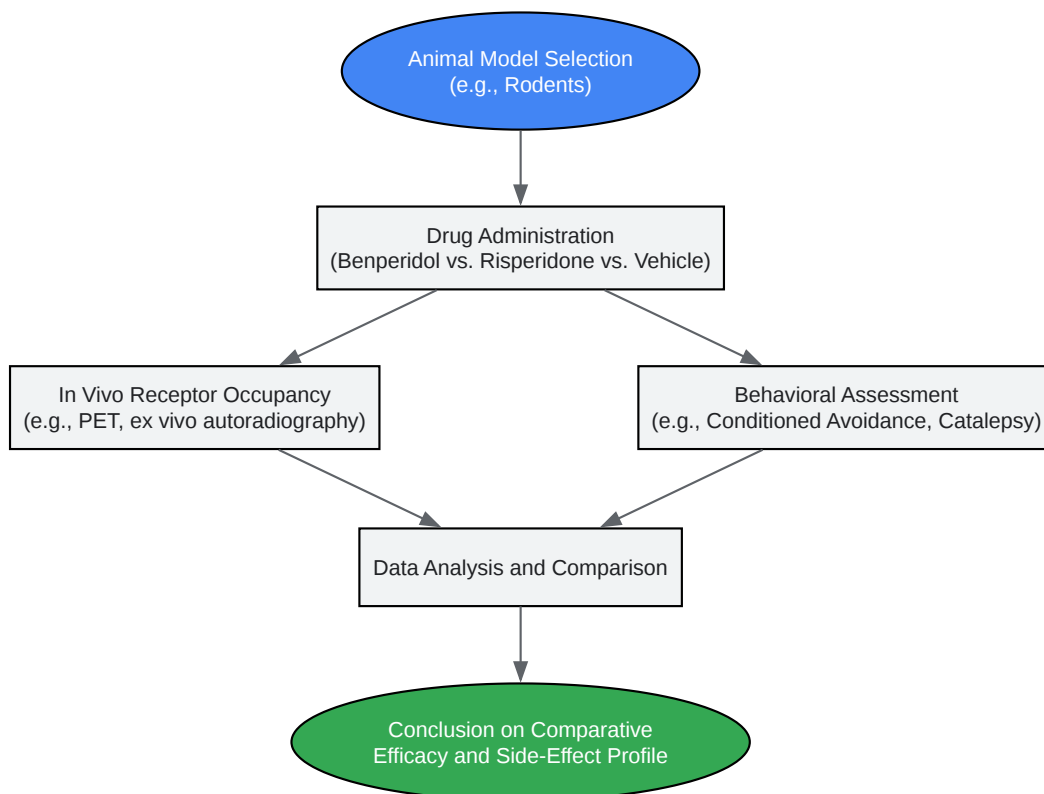 Animal Model Selection
(e.g., Rodents)
Drug Administration
(Benperidol vs. Risperidone vs. Vehicle)
In Vivo Receptor Occupancy
(e.g., PET, ex vivo autoradiography)
Behavioral Assessment
(e.g., Conditioned Avoidance, Catalepsy)
Data Analysis and Comparison
Conclusion on Comparative
Efficacy and Side-Effect Profile